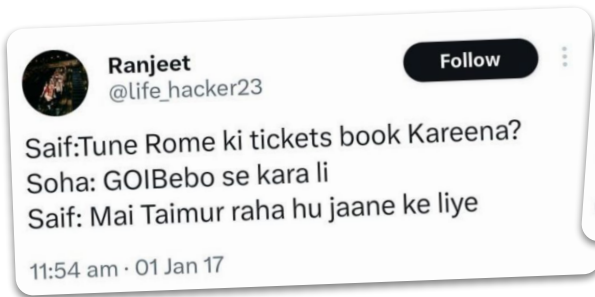 Ranjeet
Follow
@life_hacker23
Saif:Tune Rome ki tickets book Kareena?
Soha: GOIBebo se kara li
Saif: Mai Taimur raha hu jaane ke liye
11:54 am · 01 Jan 17